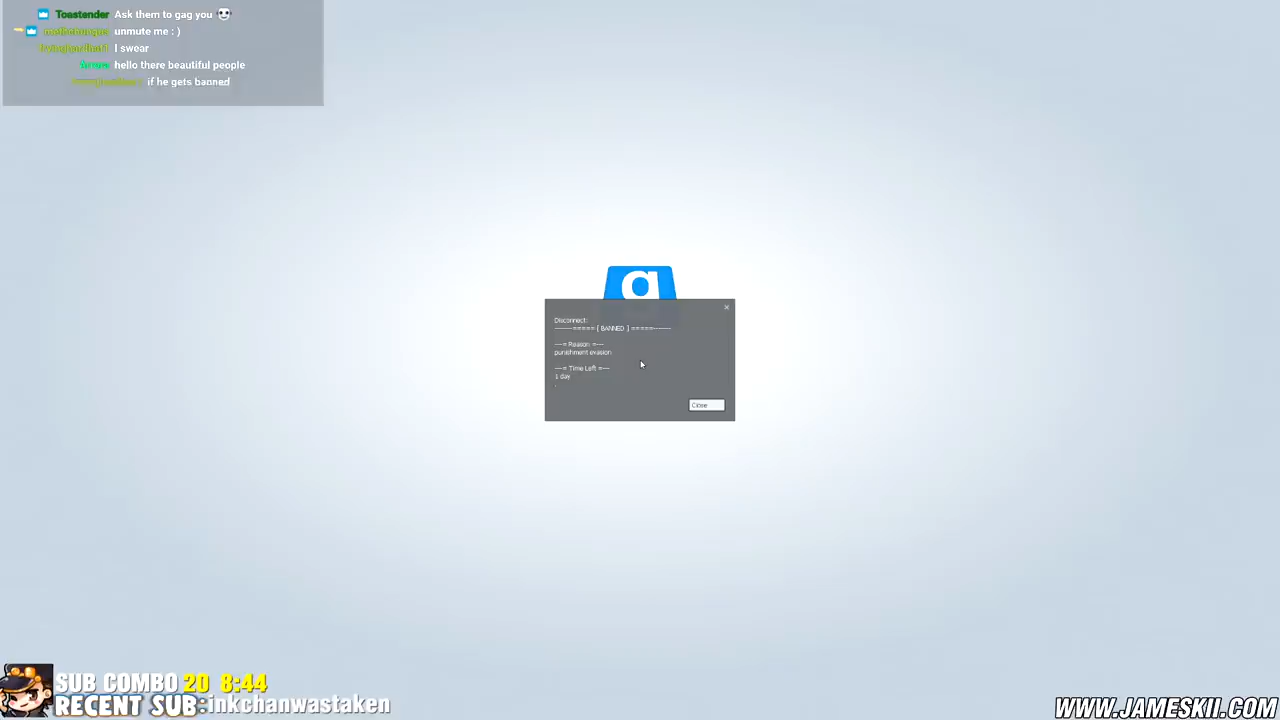 Toastender Ask them to gag you
unmute me : )
I swear
hello there beautiful people
if he gets banned
g
Disconnect:
-------===== [ BANNED ] =====-------
---= Reason =---
punishment evasion
---= Time Left =---
1 day
.
Close
SUB COMBO 20 8:44
RECENT SUB:inkchanwastaken
WWW.JAMESKII.COM